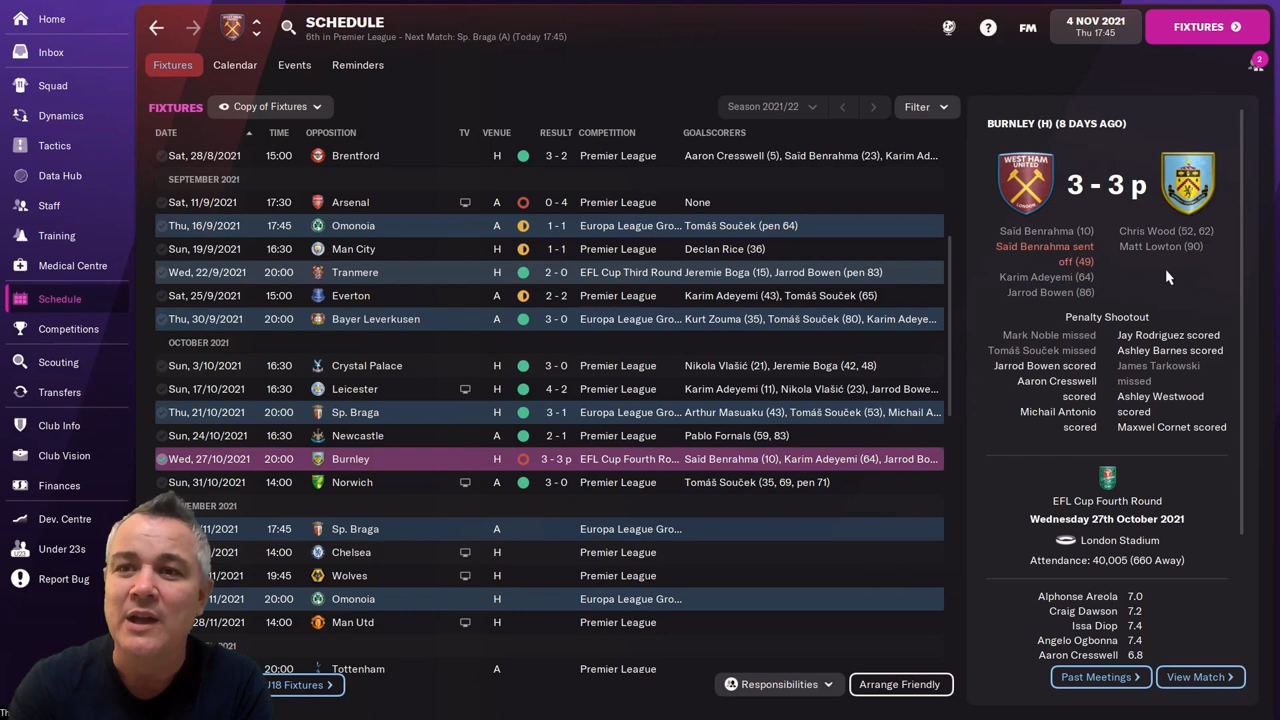 Home
Inbox
Squad
Dynamics
Tactics
Data Hub
Staff
Training
Medical Centre
Schedule
Competitions
Scouting
Transfers
Club Info
Club Vision
Finances
Dev. Centre
Under 23s
Report Bug
SCHEDULE
6th in Premier League - Next Match: Sp. Braga (A) (Today 17:45)
FM
4 NOV 2021
Thu 17:45
FIXTURES
2
Fixtures Calendar Events Reminders
FIXTURES Copy of Fixtures Season 2021/22 Filter
DATE TIME OPPOSITION TV VENUE RESULT COMPETITION GOALSCORERS
Sat, 28/8/2021 15:00 Brentford H 3 - 2 Premier League Aaron Cresswell (5), Saïd Benrahma (23), Karim Ad...
SEPTEMBER 2021
Sat, 11/9/2021 17:30 Arsenal A 0 - 4 Premier League None
Thu, 16/9/2021 17:45 Omonoia A 1 - 1 Europa League Gro... Tomáš Souček (pen 64)
Sun, 19/9/2021 16:30 Man City H 1 - 1 Premier League Declan Rice (36)
Wed, 22/9/2021 20:00 Tranmere H 2 - 0 EFL Cup Third Round Jeremie Boga (15), Jarrod Bowen (pen 83)
Sat, 25/9/2021 15:00 Everton A 2 - 2 Premier League Karim Adeyemi (43), Tomáš Souček (65)
Thu, 30/9/2021 20:00 Bayer Leverkusen H 3 - 0 Europa League Gro... Kurt Zouma (35), Tomáš Souček (80), Karim Adeye...
OCTOBER 2021
Sun, 3/10/2021 16:30 Crystal Palace H 3 - 0 Premier League Nikola Vlašić (21), Jeremie Boga (42, 48)
Sun, 17/10/2021 16:30 Leicester H 4 - 2 Premier League Karim Adeyemi (11), Nikola Vlašić (23), Jarrod Bowe...
Thu, 21/10/2021 20:00 Sp. Braga H 3 - 1 Europa League Gro... Arthur Masuaku (43), Tomáš Souček (53), Michail A...
Sun, 24/10/2021 16:30 Newcastle A 2 - 1 Premier League Pablo Fornals (59, 83)
Wed, 27/10/2021 20:00 Burnley H 3 - 3 p EFL Cup Fourth Ro... Saïd Benrahma (10), Karim Adeyemi (64), Jarrod Bo...
Sun, 31/10/2021 14:00 Norwich A 3 - 0 Premier League Tomáš Souček (35, 69, pen 71)
VEMBER 2021
/11/2021 17:45 Sp. Braga A Europa League Gro...
/2021 14:00 Chelsea H Premier League
11/2021 19:45 Wolves H Premier League
11/2021 20:00 Omonoia H Europa League Gro...
28/11/2021 14:00 Man Utd H Premier League
2021
20:00 Tottenham A Premier League
U18 Fixtures Responsibilities Arrange Friendly
BURNLEY (H) (8 DAYS AGO)
WEST HAM UNITED
LONDON
3 - 3 p
Saïd Benrahma (10)
Saïd Benrahma sent off (49)
Karim Adeyemi (64)
Jarrod Bowen (86)
Chris Wood (52, 62)
Matt Lowton (90)
Penalty Shootout
Mark Noble missed
Tomáš Souček missed
Jarrod Bowen scored
Aaron Cresswell scored
Michail Antonio scored
Jay Rodriguez scored
Ashley Barnes scored
James Tarkowski missed
Ashley Westwood scored
Maxwel Cornet scored
EFL Cup Fourth Round
Wednesday 27th October 2021
London Stadium
Attendance: 40,005 (660 Away)
Alphonse Areola 7.0
Craig Dawson 7.2
Issa Diop 7.4
Angelo Ogbonna 7.4
Aaron Cresswell 6.8
Past Meetings View Match